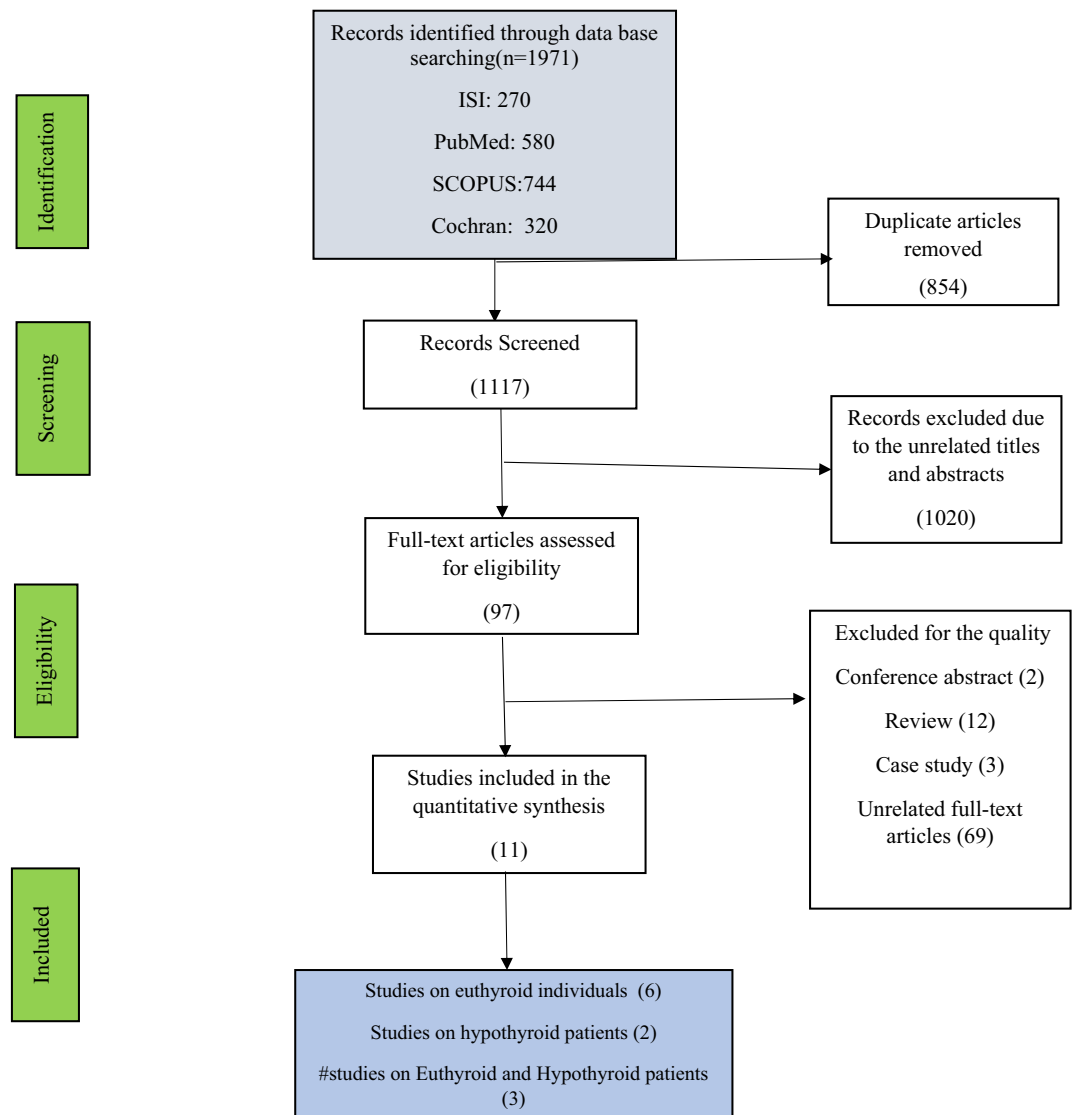 Records identified through data base
searching(n=1971)
ISI: 270
PubMed: 580
SCOPUS:744
Cochran: 320
Identification
Duplicate articles
removed
(854)
Screening
Records Screened
(1117)
Records excluded due
to the unrelated titles
and abstracts
(1020)
Eligibility
Full-text articles assessed
for eligibility
(97)
Excluded for the quality
Conference abstract (2)
Review (12)
Case study (3)
Unrelated full-text
articles (69)
Studies included in the
quantitative synthesis
(11)
Included
Studies on euthyroid individuals (6)
Studies on hypothyroid patients (2)
#studies on Euthyroid and Hypothyroid patients
(3)